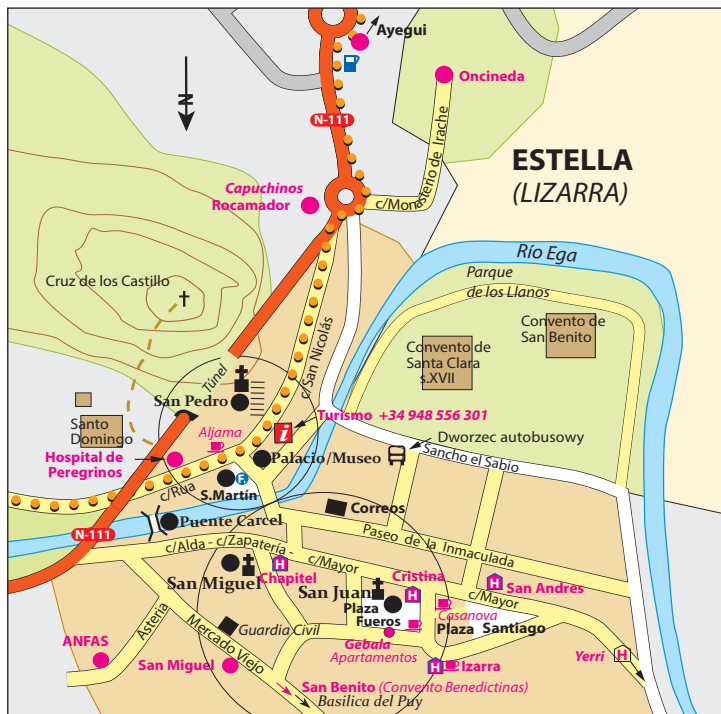 Ayegui
Oncineda
N
N-111
ESTELLA
(LIZARRA)
c/Monasterio de Irache
Capuchinos
Rocamador
Río Ega
Parque
de los Llanos
Cruz de los Castillo
Convento de
San Benito
Convento de
Santa Clara
s.XVII
c/San Nicolás
Túnel
San Pedro
Turismo +34 948 556 301
Santo
Domingo
Aljama
i
Dworzec autobusowy
Hospital de
Peregrinos
Palacio/Museo
Sancho el Sabio
c/Rua
S.Martín
F.
Correos
Puente Carcel
N-111
Paseo de la Inmaculada
c/Alda - c/Zapatería -
c/Mayor
San Miguel
H
Chapitel
Cristina
H
H
San Andres
San Juan
Plaza
Fueros
c/Mayor
Casanova
Plaza Santiago
Asteria
Mercado Viejo
Guardia Civil
Gebala
Apartamentos
ANFAS
San Miguel
H
Izarra
Yerri
H
San Benito (Convento Benedictinas)
Basilica del Puy